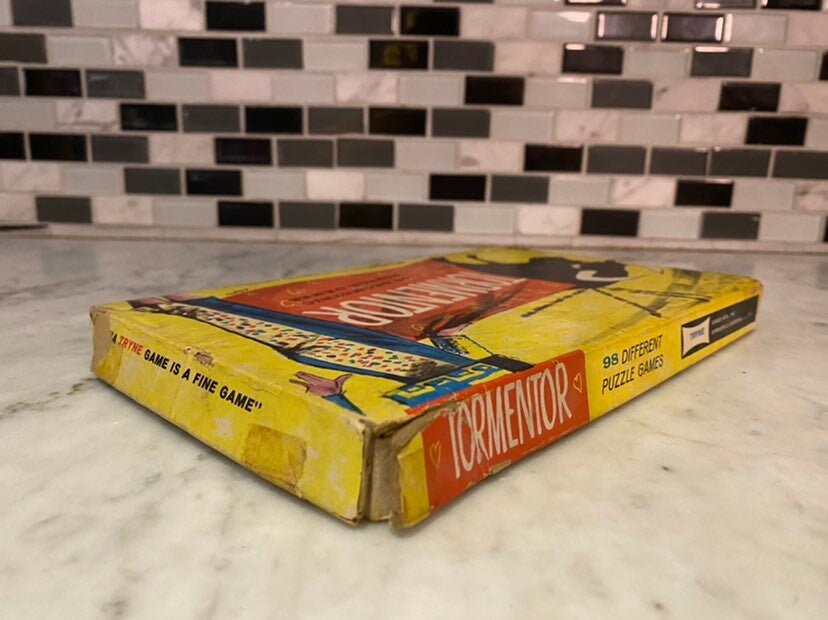 "A TRYNE GAME IS A FINE GAME"
TORMENTOR
TORMENTOR
98 DIFFERENT
PUZZLE GAMES
TRYNE